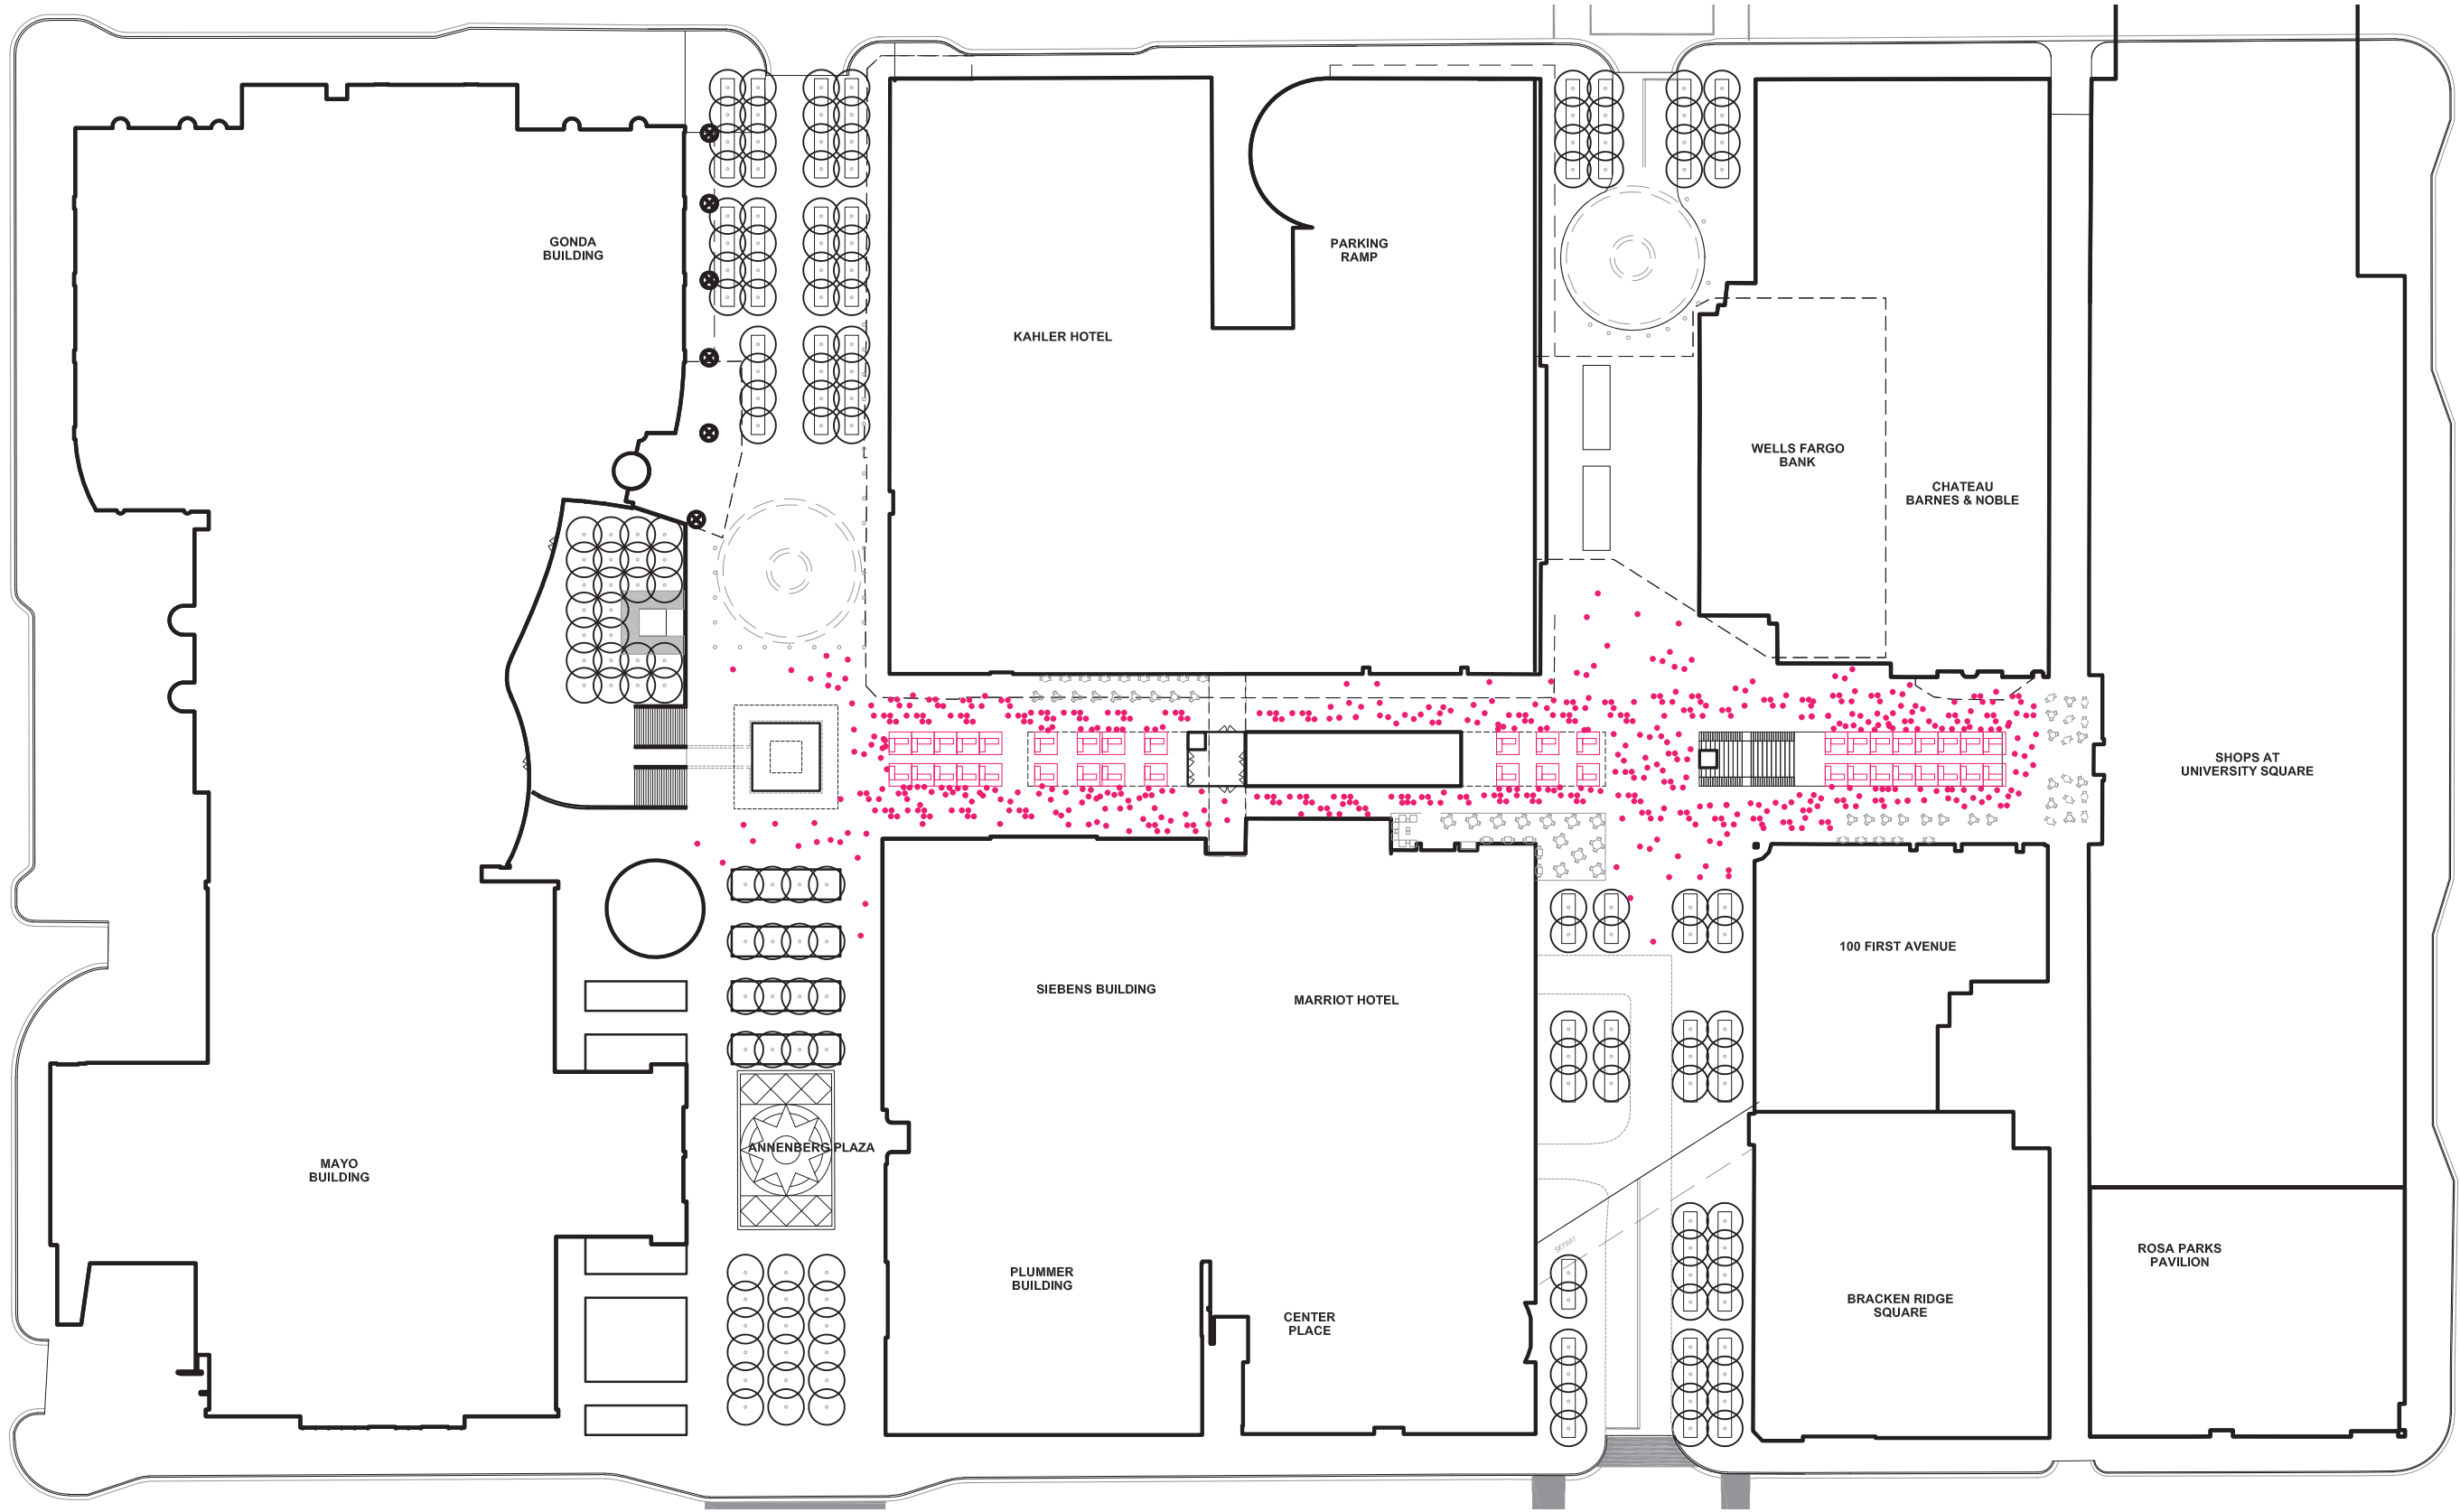 GONDA
BUILDING
PARKING
RAMP
KAHLER HOTEL
WELLS FARGO
BANK
CHATEAU
BARNES & NOBLE
SHOPS AT
UNIVERSITY SQUARE
100 FIRST AVENUE
SIEBENS BUILDING
MARRIOT HOTEL
ANNENBERG PLAZA
MAYO
BUILDING
SKYWAY
ROSA PARKS
PAVILION
PLUMMER
BUILDING
BRACKEN RIDGE
SQUARE
CENTER
PLACE